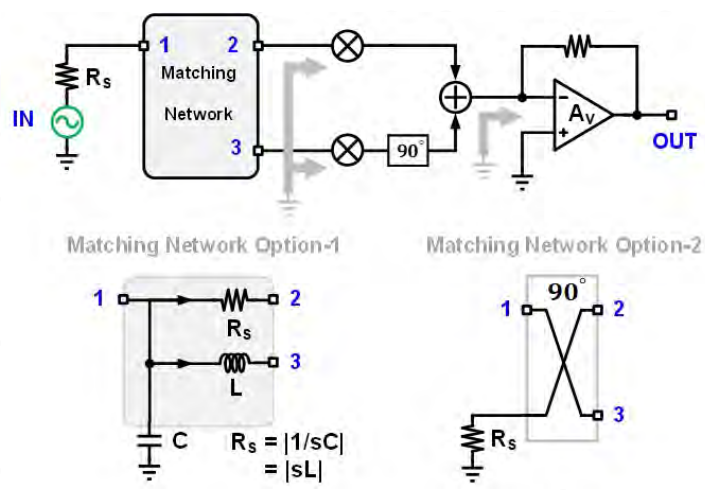 1
2
Matching
Network
3
R_S
IN
90°
−
+
A_V
OUT
Matching Network Option-1
1
R_S
2
L
3
C
R_S = |1/sC|
= |sL|
Matching Network Option-2
90°
1
2
3
R_S